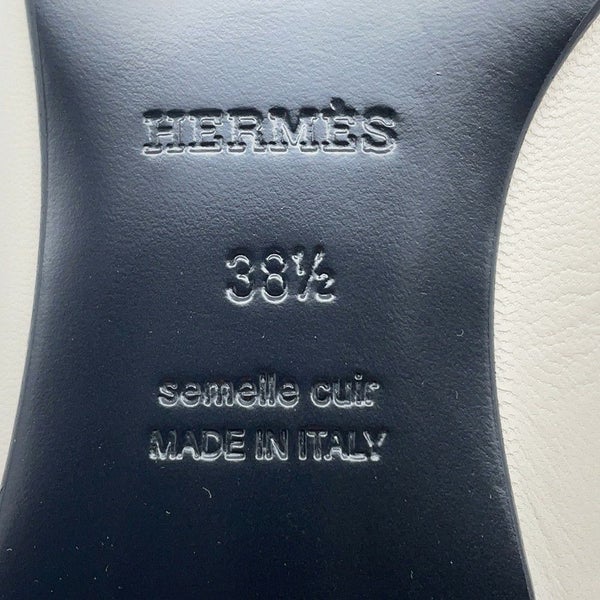 HERMÈS
38½
semelle cuir
MADE IN ITALY